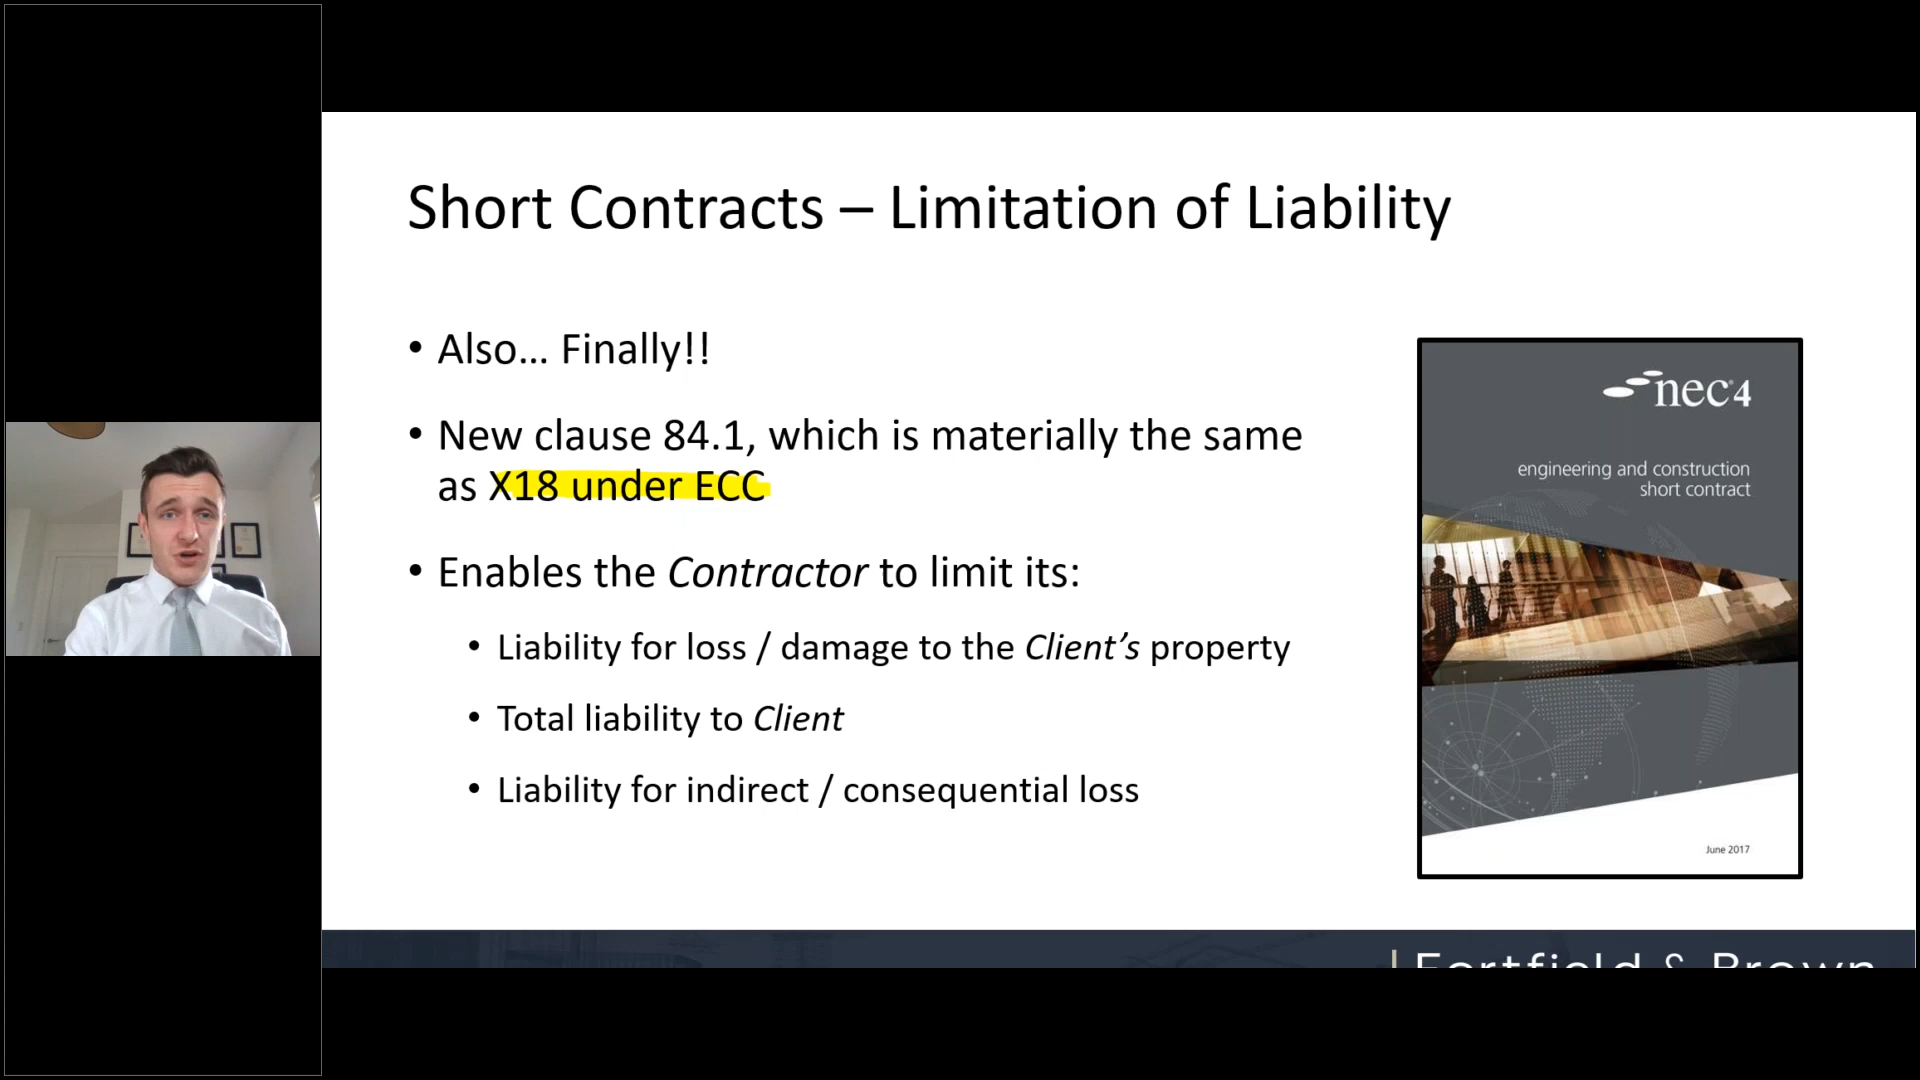 Short Contracts – Limitation of Liability
• Also… Finally!!
• New clause 84.1, which is materially the same
as X18 under ECC
• Enables the Contractor to limit its:
• Liability for loss / damage to the Client’s property
• Total liability to Client
• Liability for indirect / consequential loss
nec4
engineering and construction
short contract
June 2017
Fortfield & Brown